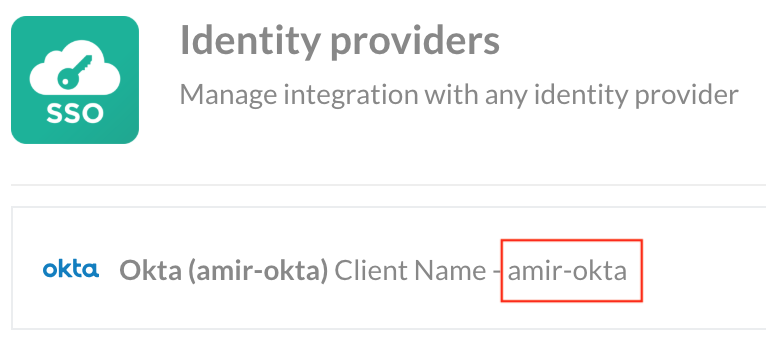 SSO
Identity providers
Manage integration with any identity provider
okta Okta (amir-okta) Client Name - amir-okta